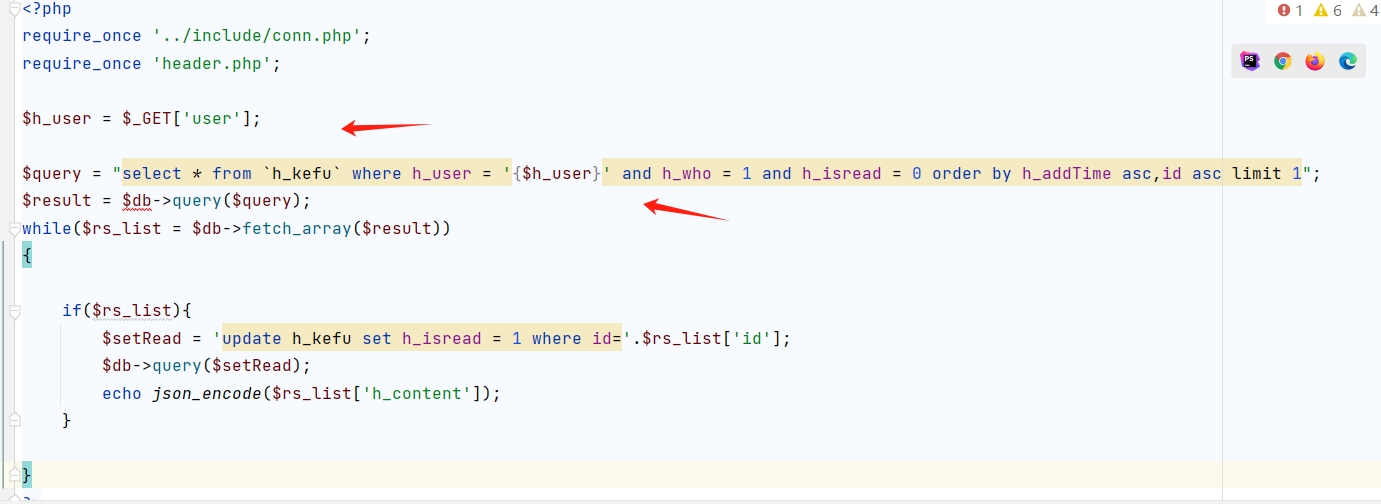 <?php
1 6 4
require_once '../include/conn.php';
require_once 'header.php';
PS
$h_user = $_GET['user'];
$query = "select * from `h_kefu` where h_user = '{$h_user}' and h_who = 1 and h_isread = 0 order by h_addTime asc,id asc limit 1";
$result = $db->query($query);
while($rs_list = $db->fetch_array($result))
{
if($rs_list){
$setRead = 'update h_kefu set h_isread = 1 where id='.$rs_list['id'];
$db->query($setRead);
echo json_encode($rs_list['h_content']);
}
}